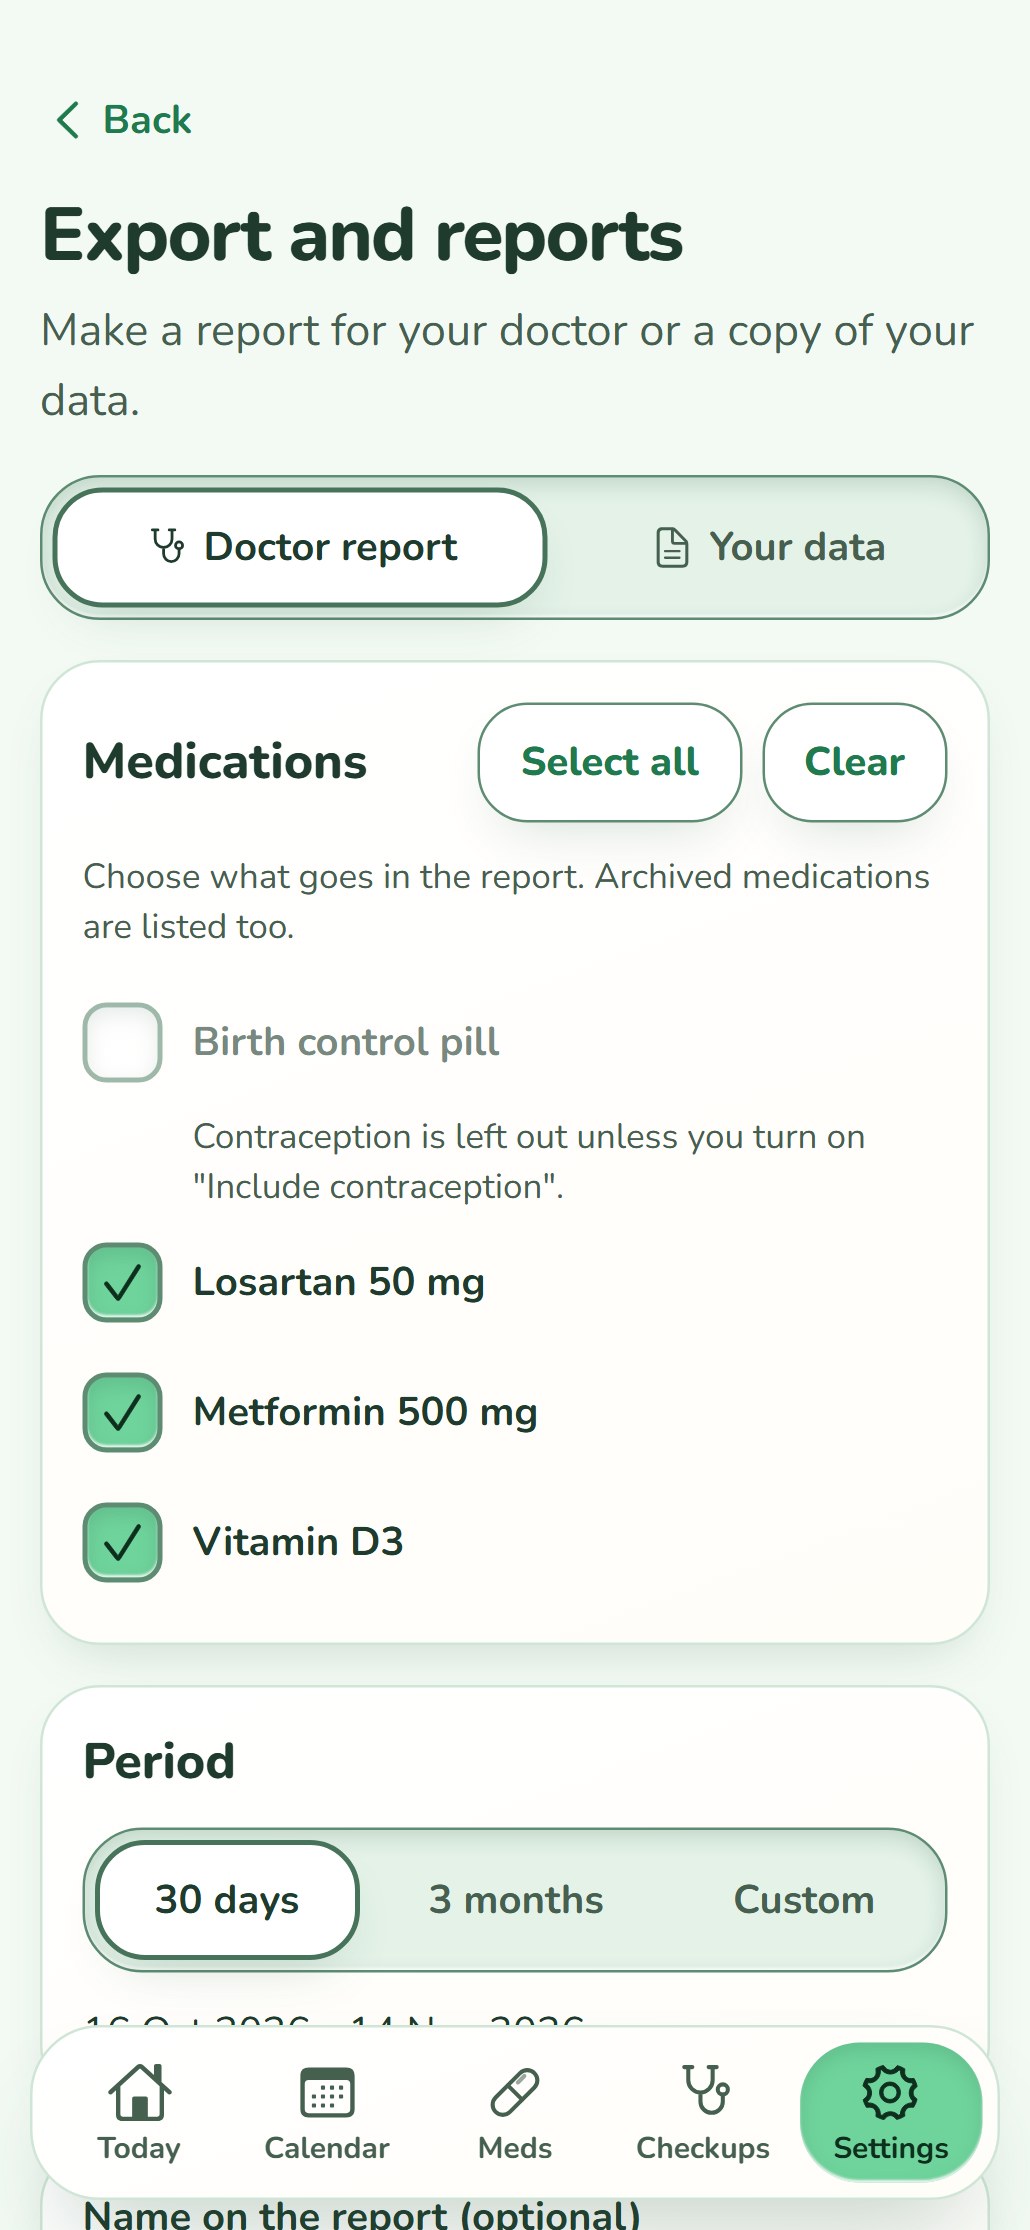 Back
Export and reports
Make a report for your doctor or a copy of your
data.
Doctor report
Your data
Medications
Select all
Clear
Choose what goes in the report. Archived medications
are listed too.
Birth control pill
Contraception is left out unless you turn on
"Include contraception".
Losartan 50 mg
Metformin 500 mg
Vitamin D3
Period
30 days
3 months
Custom
Today
Calendar
Meds
Checkups
Settings
Name on the report (optional)